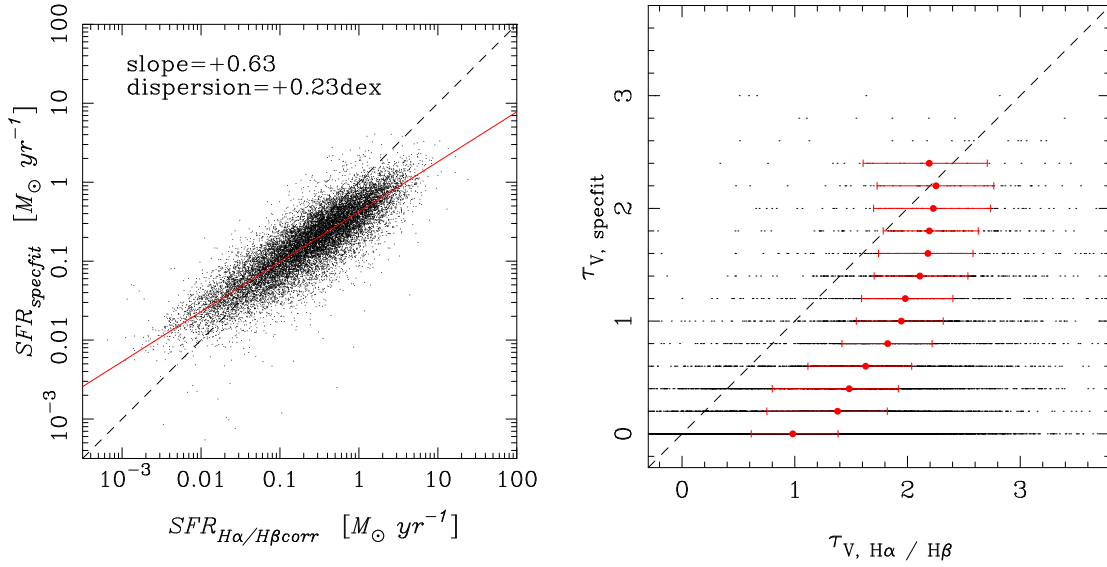 slope=+0.63
dispersion=+0.23dex
100
10
1
0.1
0.01
10⁻³
SFR_specfit [M_⊙ yr⁻¹]
10⁻³ 0.01 0.1 1 10 100
SFR_Hα/Hβcorr [M_⊙ yr⁻¹]
3
2
1
0
τ_V, specfit
0 1 2 3
τ_V, Hα / Hβ